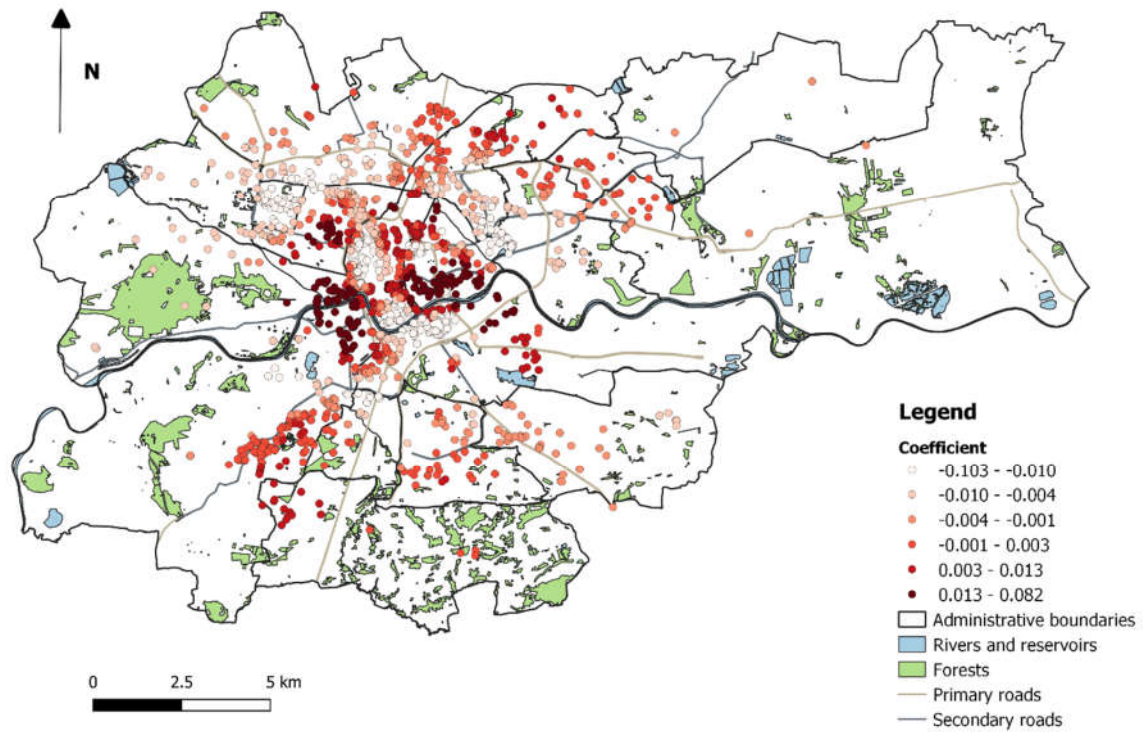 N
Legend
Coefficient
-0.103 - -0.010
-0.010 - -0.004
-0.004 - -0.001
-0.001 - 0.003
0.003 - 0.013
0.013 - 0.082
Administrative boundaries
Rivers and reservoirs
Forests
Primary roads
Secondary roads
0 2.5 5 km